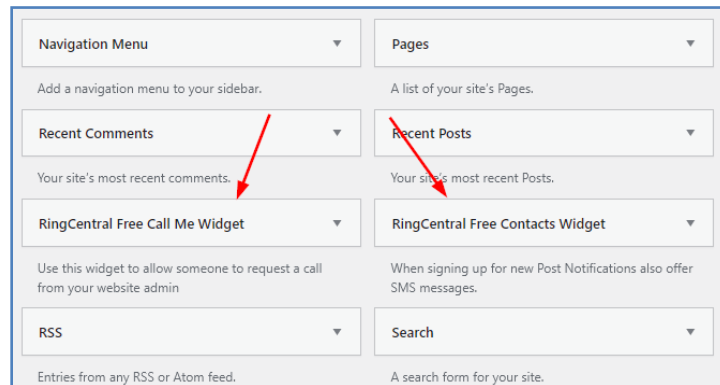 Navigation Menu
Pages
Add a navigation menu to your sidebar.
A list of your site's Pages.
Recent Comments
Recent Posts
Your site's most recent comments.
Your site's most recent Posts.
RingCentral Free Call Me Widget
RingCentral Free Contacts Widget
Use this widget to allow someone to request a call
from your website admin
When signing up for new Post Notifications also offer
SMS messages.
RSS
Search
Entries from any RSS or Atom feed.
A search form for your site.